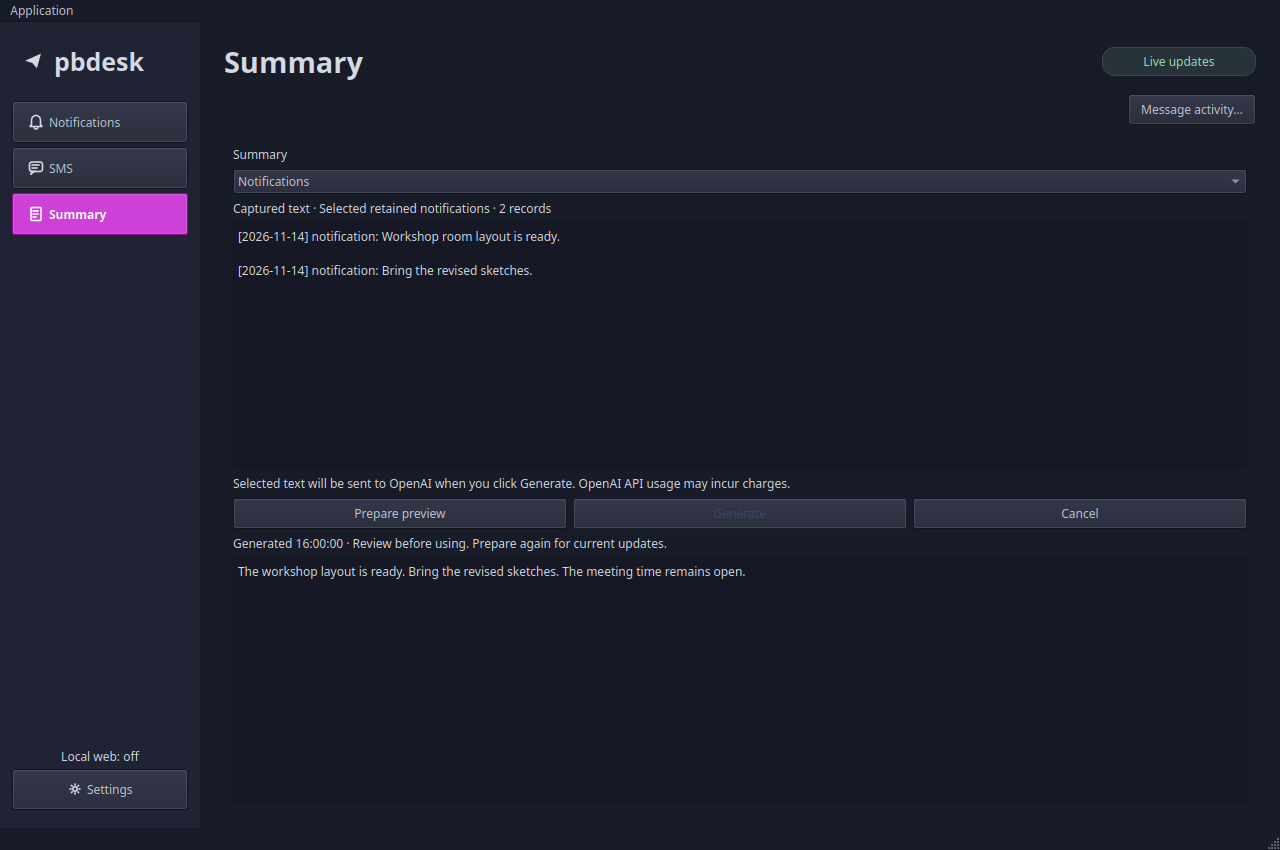 Application
pbdesk
Notifications
SMS
Summary
Local web: off
Settings
Summary
Live updates
Message activity...
Summary
Notifications
Captured text · Selected retained notifications · 2 records
[2026-11-14] notification: Workshop room layout is ready.
[2026-11-14] notification: Bring the revised sketches.
Selected text will be sent to OpenAI when you click Generate. OpenAI API usage may incur charges.
Prepare preview
Generate
Cancel
Generated 16:00:00 · Review before using. Prepare again for current updates.
The workshop layout is ready. Bring the revised sketches. The meeting time remains open.